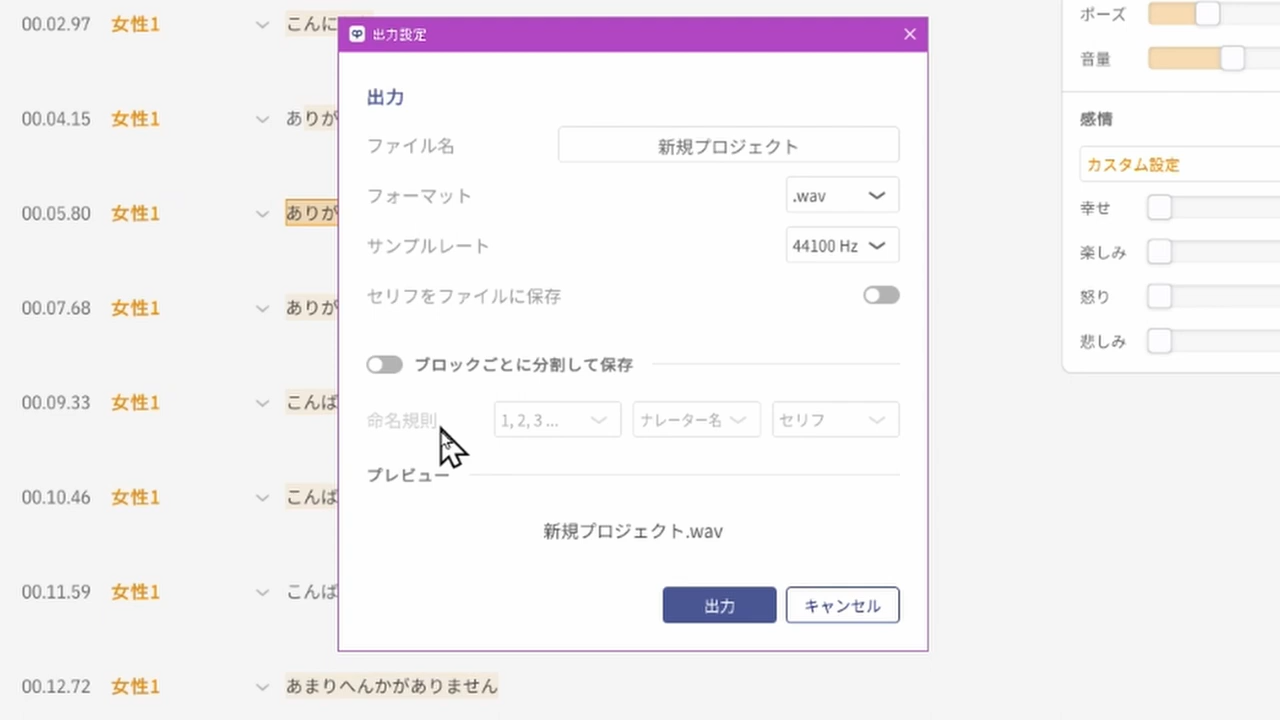 00.02.97 女性1 こんに
00.04.15 女性1 ありが
00.05.80 女性1 ありが
00.07.68 女性1 ありが
00.09.33 女性1 こんば
00.10.46 女性1 こんば
00.11.59 女性1 こんば
00.12.72 女性1 あまりへんかがありません
出力設定
出力
ファイル名 新規プロジェクト
フォーマット .wav
サンプルレート 44100 Hz
セリフをファイルに保存
ブロックごとに分割して保存
命名規則 1, 2, 3 ... ナレーター名 セリフ
プレビュー
新規プロジェクト.wav
出力 キャンセル
ポーズ
音量
感情
カスタム設定
幸せ
楽しみ
怒り
悲しみ